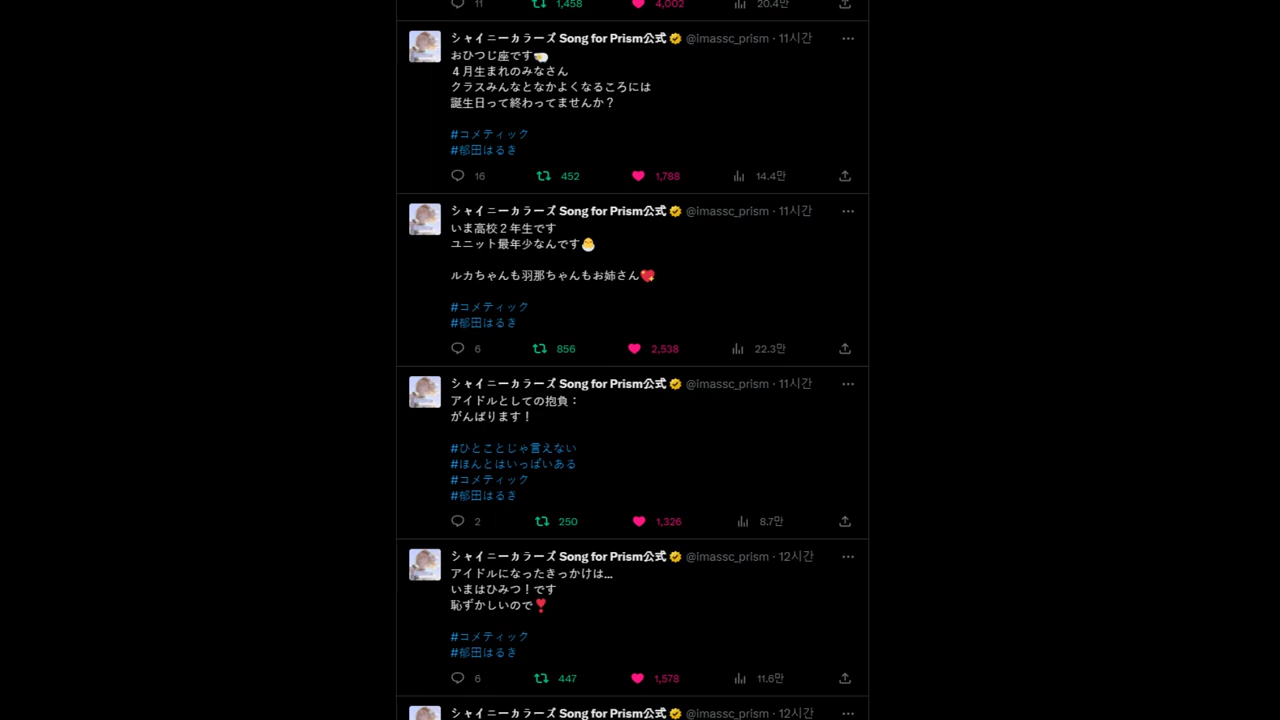 11 1,458 4,002 20.4만
シャイニーカラーズ Song for Prism公式 @imassc_prism · 11시간
おひつじ座です🐏
４月生まれのみなさん
クラスみんなとなかよくなるころには
誕生日って終わってませんか？
#コメティック
#郁田はるき
16 452 1,788 14.4만
シャイニーカラーズ Song for Prism公式 @imassc_prism · 11시간
いま高校２年生です
ユニット最年少なんです🐣
ルカちゃんも羽那ちゃんもお姉さん💖
#コメティック
#郁田はるき
6 856 2,538 22.3만
シャイニーカラーズ Song for Prism公式 @imassc_prism · 11시간
アイドルとしての抱負：
がんばります！
#ひとことじゃ言えない
#ほんとはいっぱいある
#コメティック
#郁田はるき
2 250 1,326 8.7만
シャイニーカラーズ Song for Prism公式 @imassc_prism · 12시간
アイドルになったきっかけは…
いまはひみつ！です
恥ずかしいので❣
#コメティック
#郁田はるき
6 447 1,578 11.6만
シャイニーカラーズ Song for Prism公式 @imassc_prism · 12시간